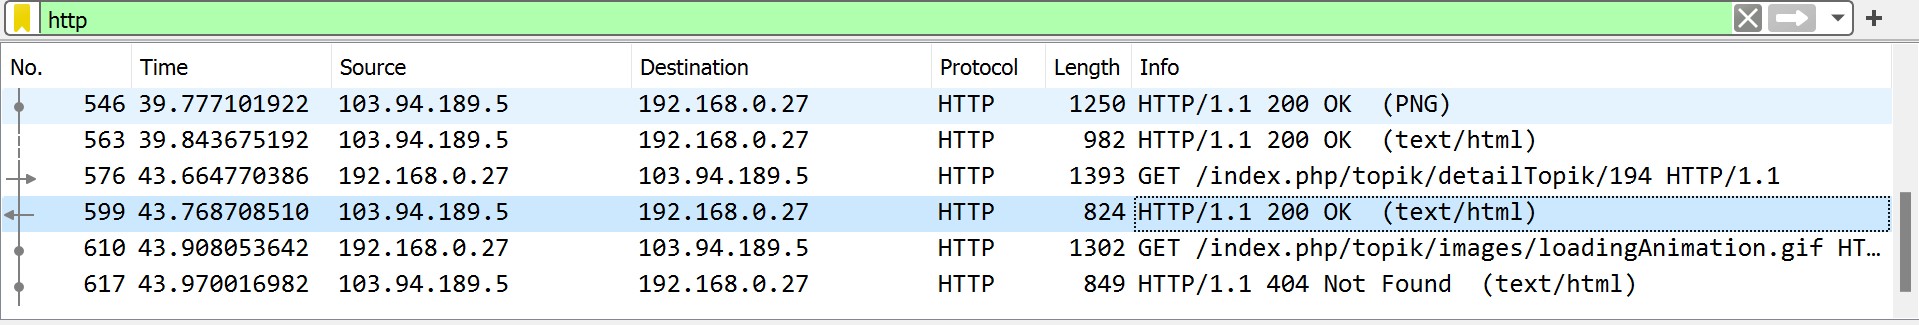 http
No. Time Source Destination Protocol Length Info
546 39.777101922 103.94.189.5 192.168.0.27 HTTP 1250 HTTP/1.1 200 OK (PNG)
563 39.843675192 103.94.189.5 192.168.0.27 HTTP 982 HTTP/1.1 200 OK (text/html)
576 43.664770386 192.168.0.27 103.94.189.5 HTTP 1393 GET /index.php/topik/detailTopik/194 HTTP/1.1
599 43.768708510 103.94.189.5 192.168.0.27 HTTP 824 HTTP/1.1 200 OK (text/html)
610 43.908053642 192.168.0.27 103.94.189.5 HTTP 1302 GET /index.php/topik/images/loadingAnimation.gif HT…
617 43.970016982 103.94.189.5 192.168.0.27 HTTP 849 HTTP/1.1 404 Not Found (text/html)